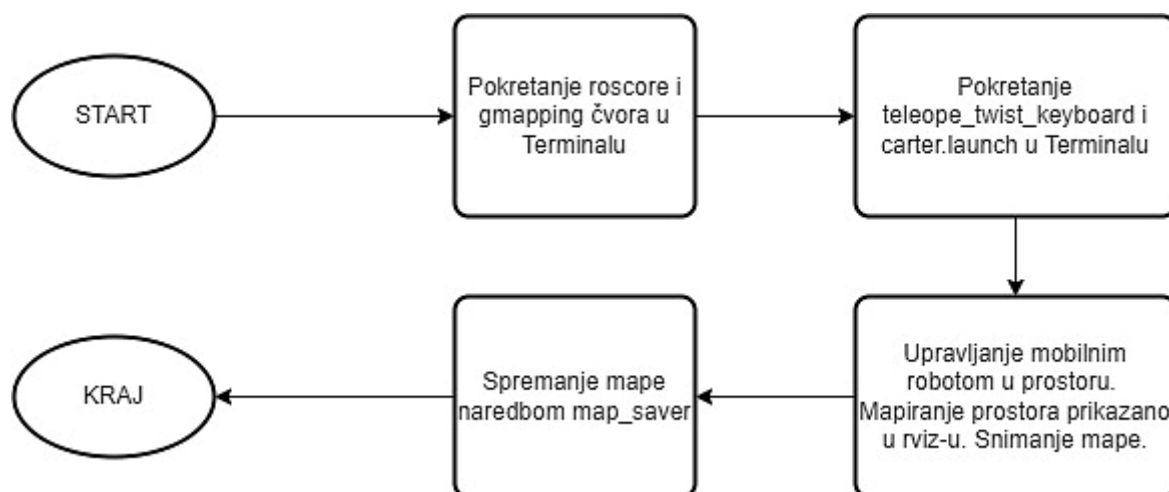 START
Pokretanje roscore i
gmapping čvora u
Terminalu
Pokretanje
teleope_twist_keyboard i
carter.launch u Terminalu
Upravljanje mobilnim
robotom u prostoru.
Mapiranje prostora prikazano
u rviz-u. Snimanje mape.
Spremanje mape
naredbom map_saver
KRAJ